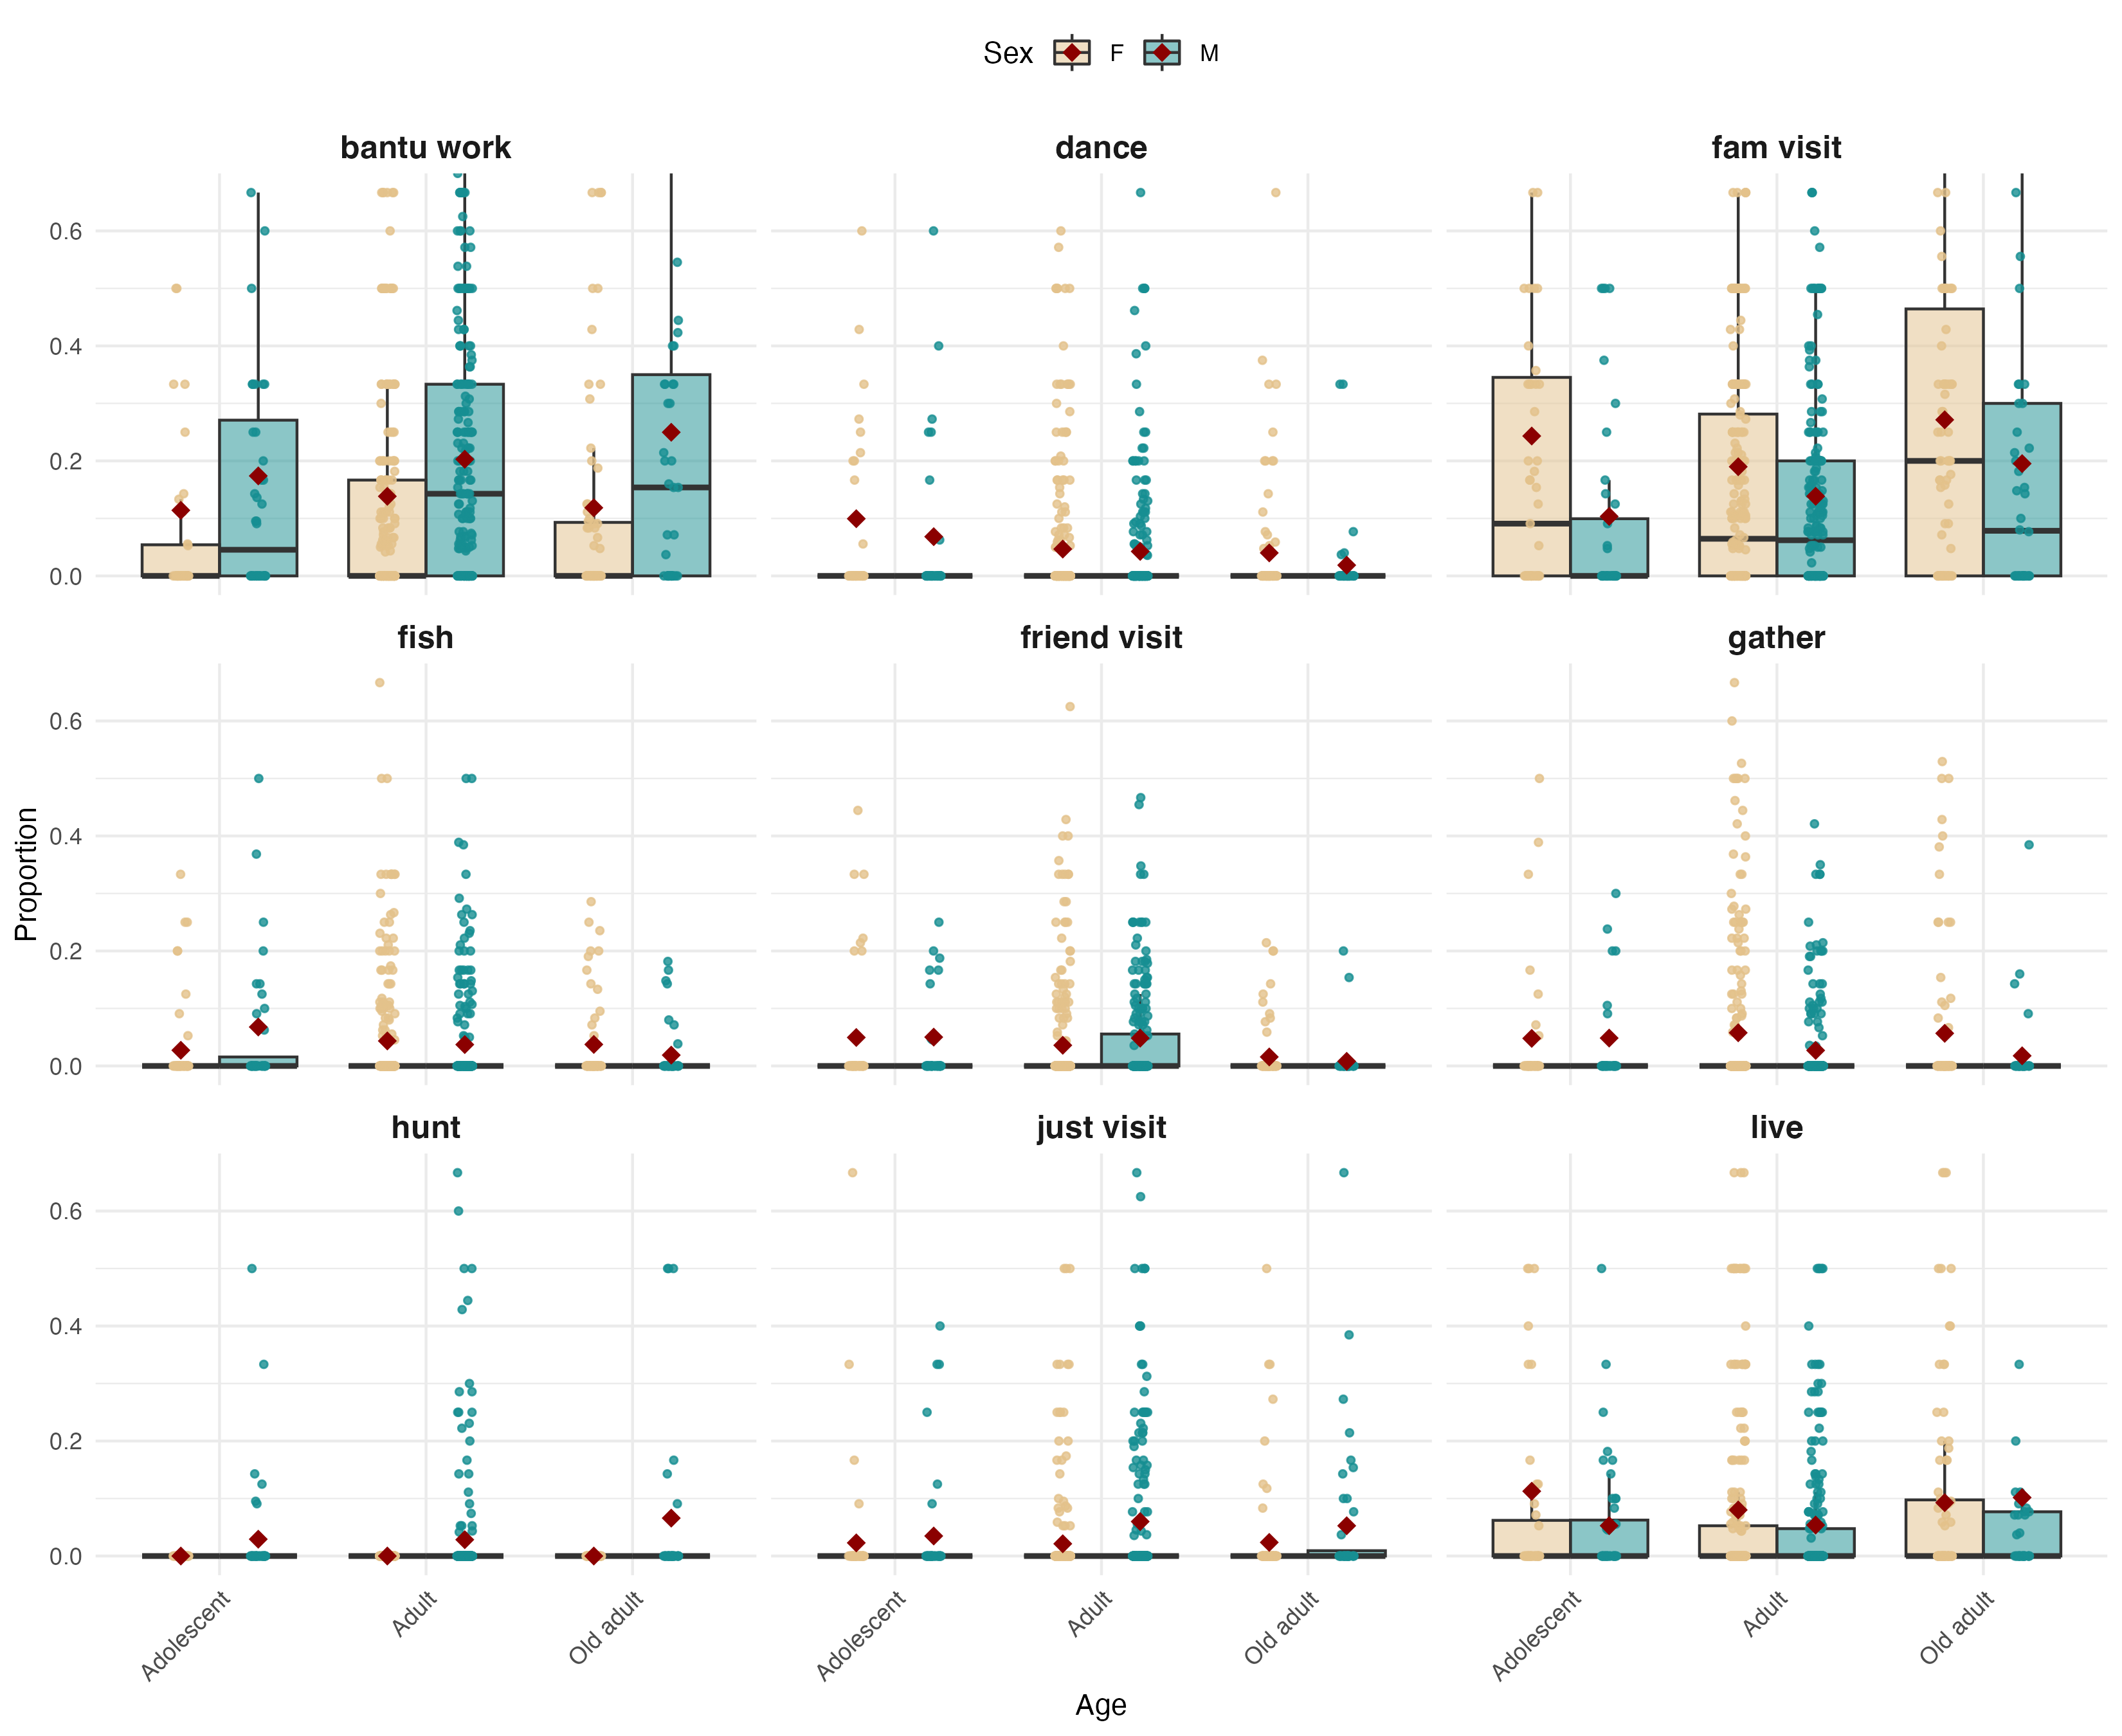 Sex F M
bantu work dance fam visit
0.6
0.4
0.2
0.0
fish friend visit gather
0.6
0.4
0.2
0.0
Proportion
hunt just visit live
0.6
0.4
0.2
0.0
Adolescent Adult Old adult Adolescent Adult Old adult Adolescent Adult Old adult
Age